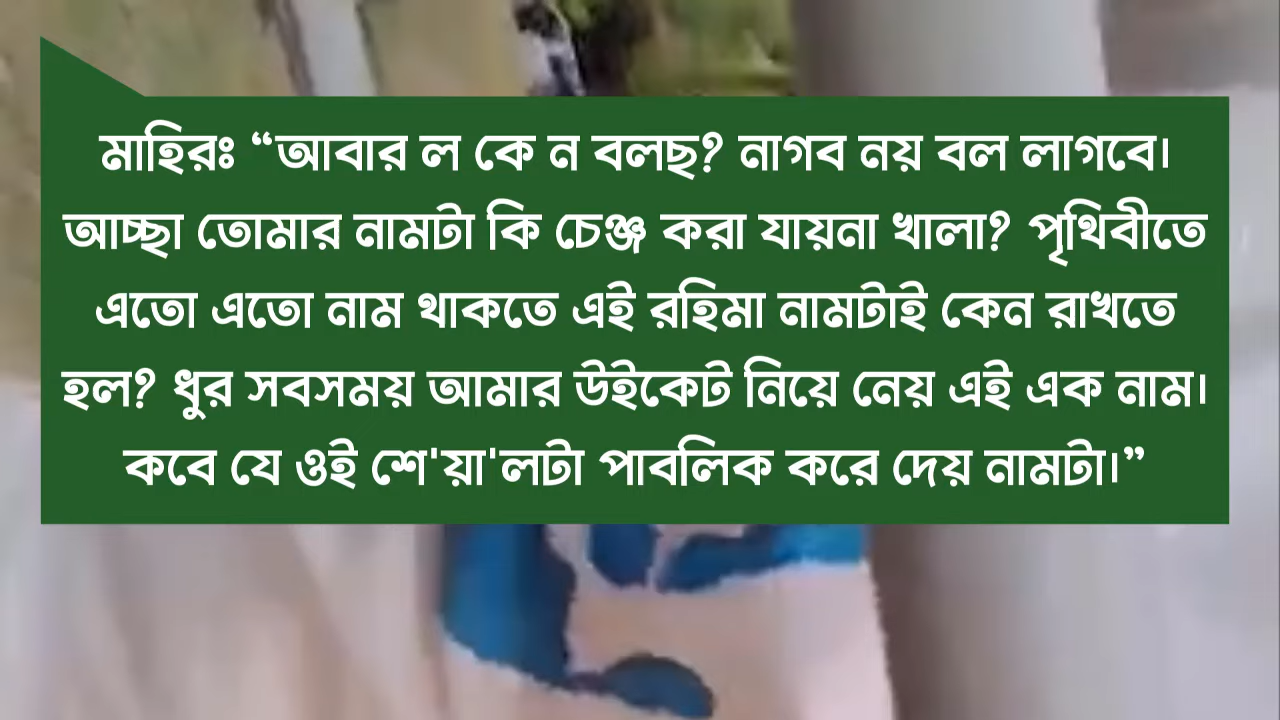 মাহিরঃ “আবার ল কে ন বলছ? নাগব নয় বল লাগবে।
আচ্ছা তোমার নামটা কি চেঞ্জ করা যায়না খালা? পৃথিবীতে
এতো এতো নাম থাকতে এই রহিমা নামটাই কেন রাখতে
হল? ধুর সবসময় আমার উইকেট নিয়ে নেয় এই এক নাম।
কবে যে ওই শে'য়া'লটা পাবলিক করে দেয় নামটা।”